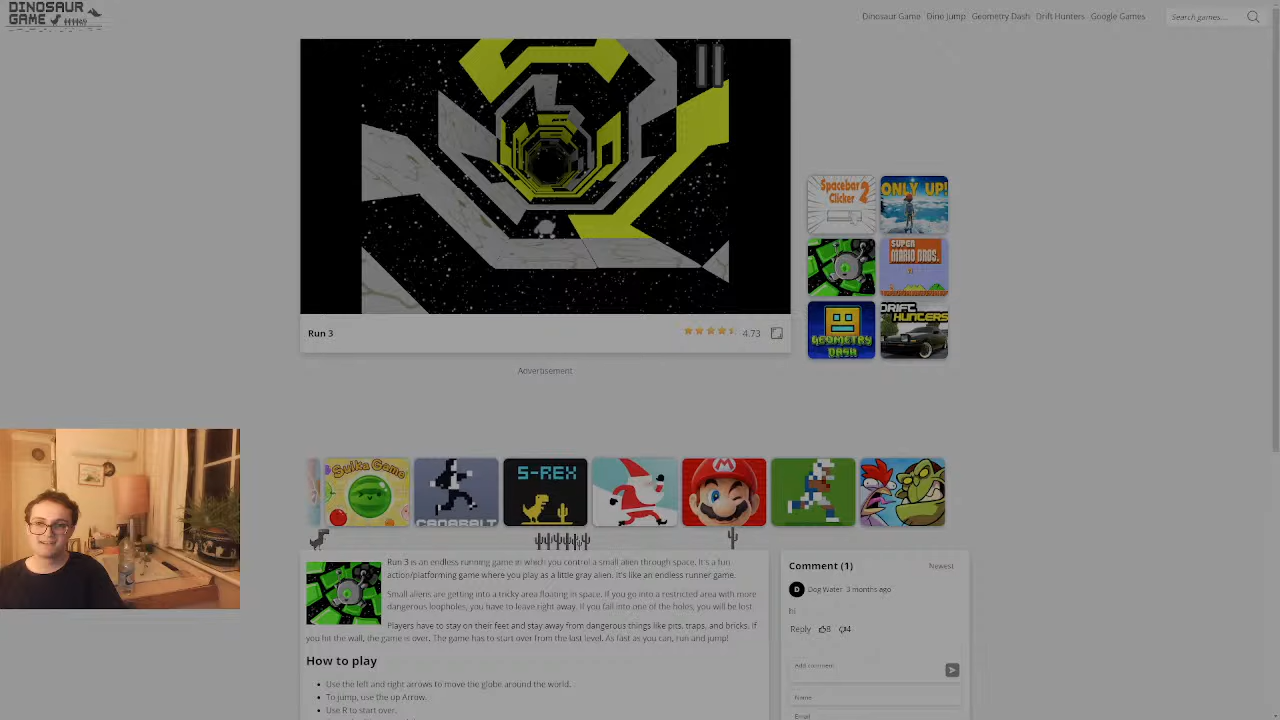 DINOSAUR
GAME
Dinosaur Game
Dino Jump
Geometry Dash
Drift Hunters
Google Games
Search games...
Spacebar
Clicker 2
ONLY UP!
SUPER
MARIO BROS.
GEOMETRY
DASH
DRIFT
HUNTERS
Run 3
4.73
Advertisement
Suika Game
CANABALT
S-REX
Run 3 is an endless running game in which you control a small alien through space. It's a fun
action/platforming game where you play as a little gray alien. It's like an endless runner game.
Small aliens are getting into a tricky area floating in space. If you go into a restricted area with more
dangerous loopholes, you have to leave right away. If you fall into one of the holes, you will be lost.
Players have to stay on their feet and stay away from dangerous things like pits, traps, and bricks. If
you hit the wall, the game is over. The game has to start over from the last level. As fast as you can, run and jump!
How to play
Use the left and right arrows to move the globe around the world.
To jump, use the up Arrow.
Use R to start over.
Comment (1)
Newest
D
Dog Water 3 months ago
hi
Reply
8
4
Add comment
Name
Email